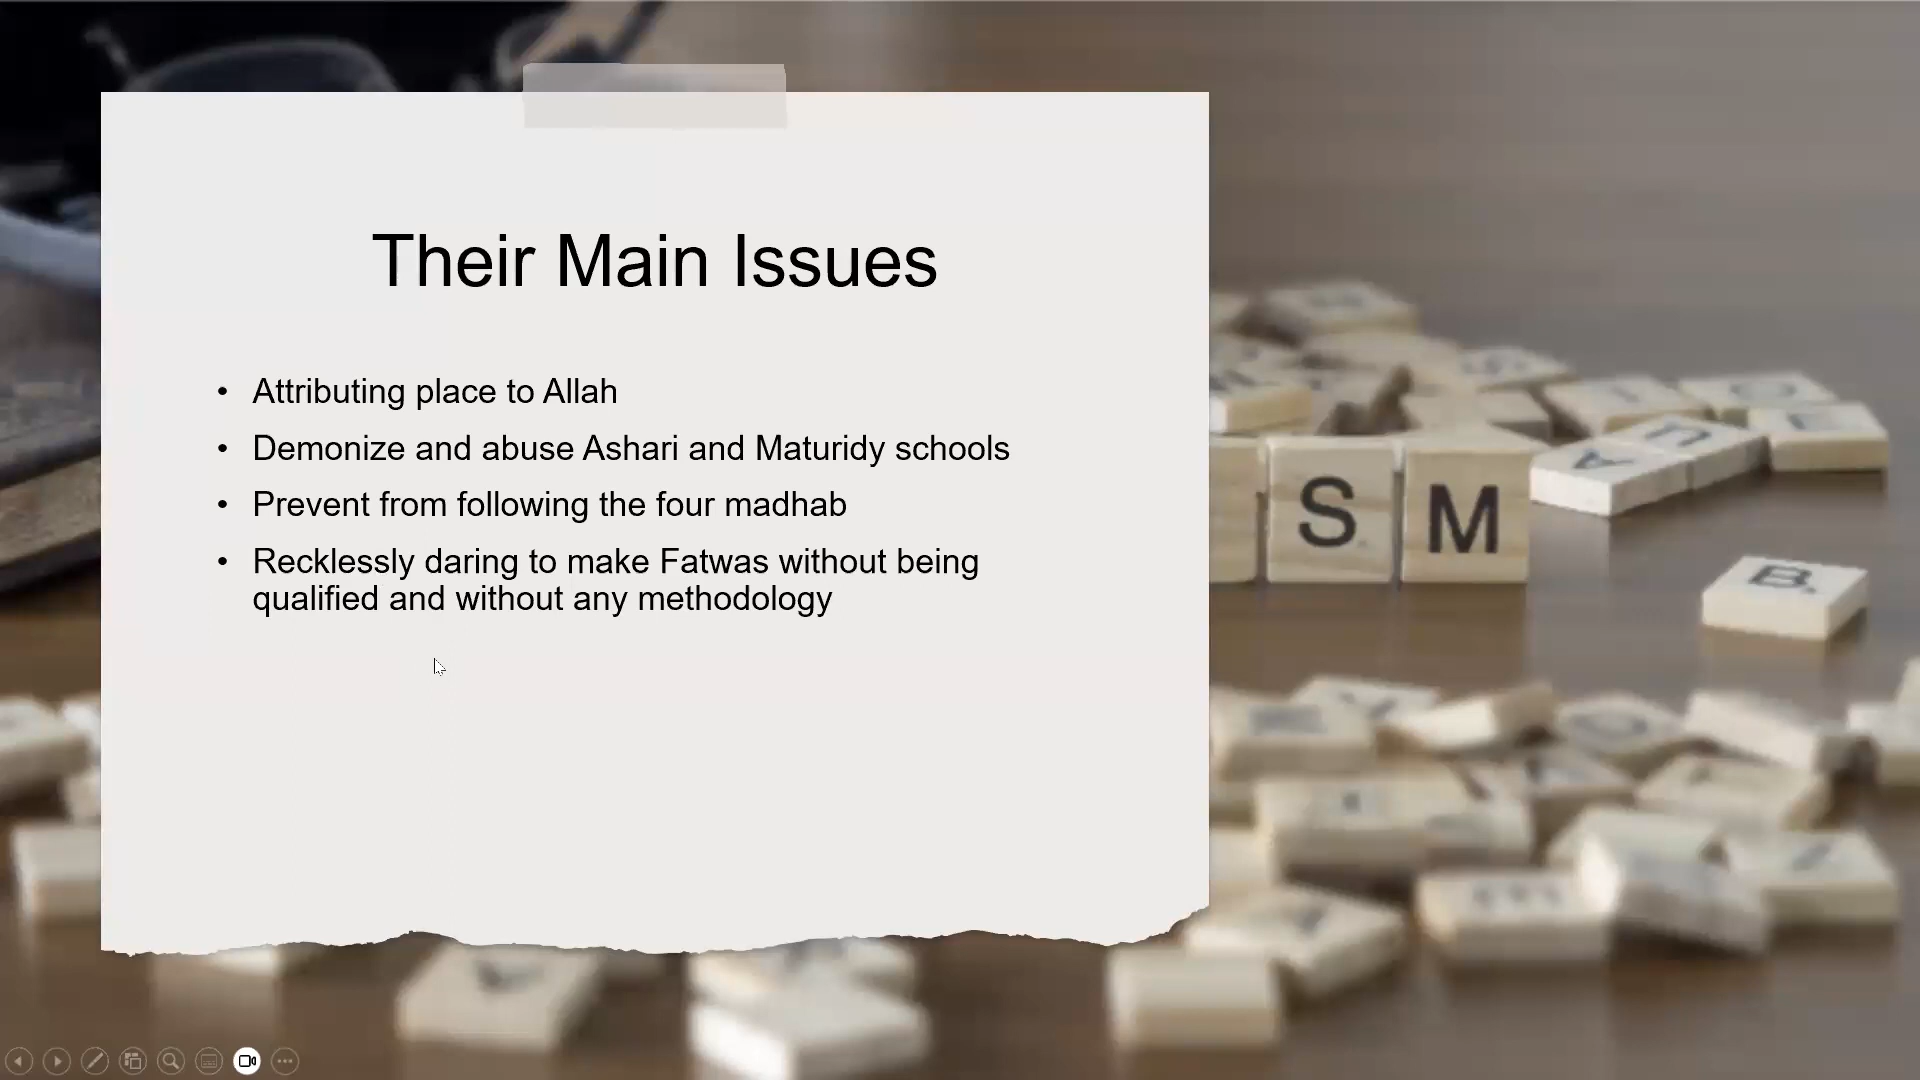 Their Main Issues
• Attributing place to Allah
• Demonize and abuse Ashari and Maturidy schools
• Prevent from following the four madhab
• Recklessly daring to make Fatwas without being
qualified and without any methodology
S M
B